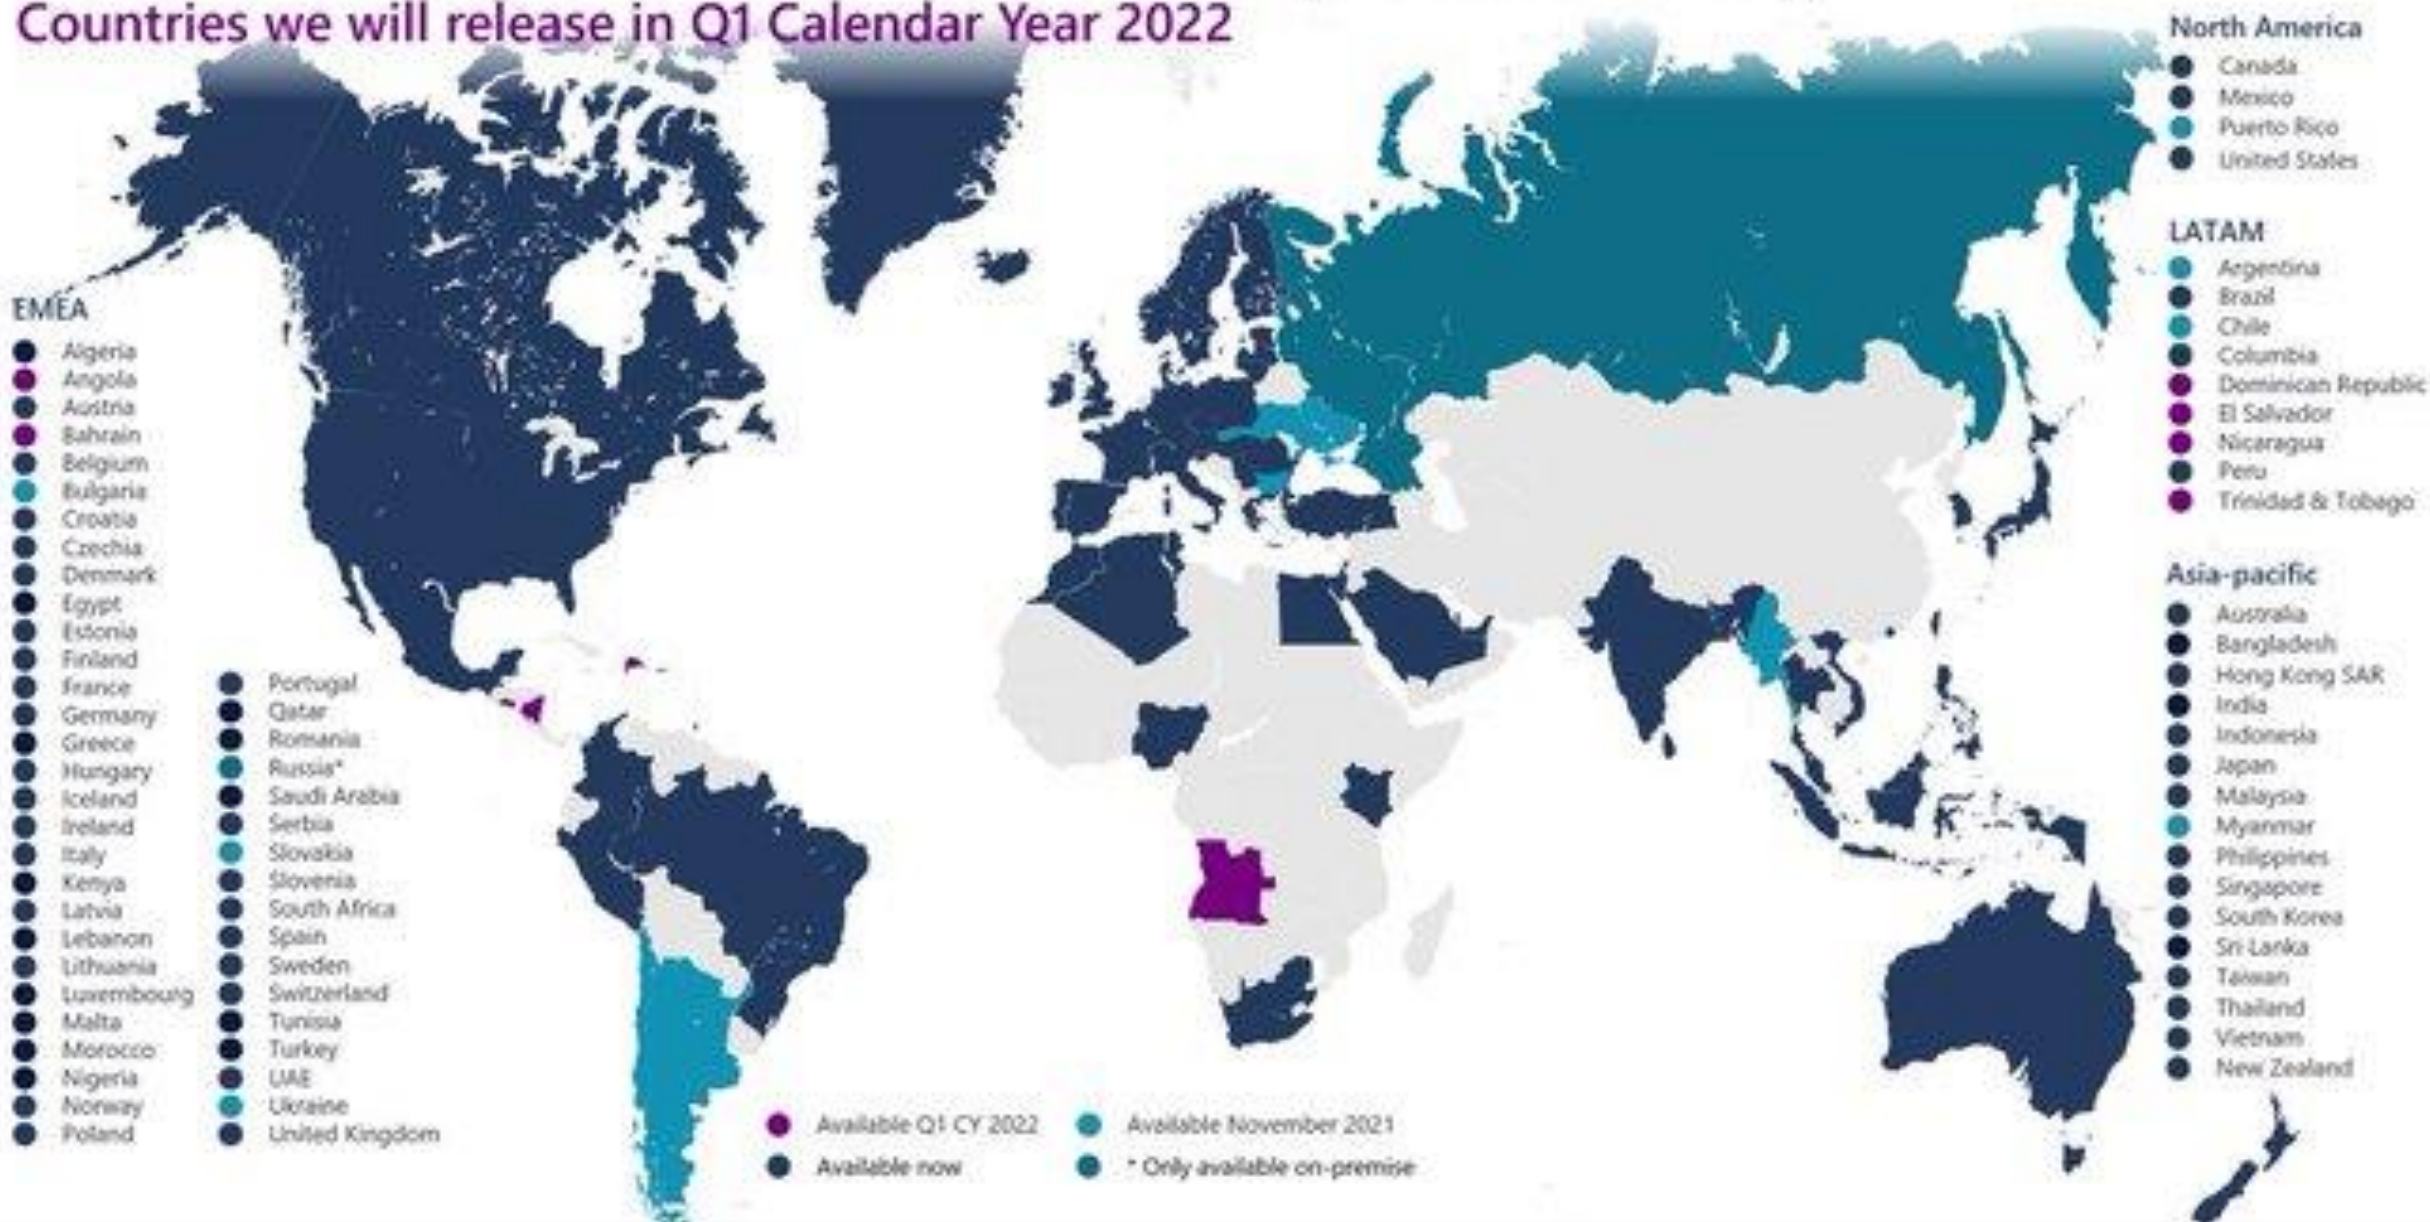 Countries we will release in Q1 Calendar Year 2022
EMEA
Algeria
Angola
Austria
Bahrain
Belgium
Bulgaria
Croatia
Czechia
Denmark
Egypt
Estonia
Finland
France
Germany
Greece
Hungary
Iceland
Ireland
Italy
Kenya
Latvia
Lebanon
Lithuania
Luxembourg
Malta
Morocco
Nigeria
Norway
Poland
Portugal
Qatar
Romania
Russia*
Saudi Arabia
Serbia
Slovakia
Slovenia
South Africa
Spain
Sweden
Switzerland
Tunisia
Turkey
UAE
Ukraine
United Kingdom
Available Q1 CY 2022
Available now
Available November 2021
* Only available on-premise
North America
Canada
Mexico
Puerto Rico
United States
LATAM
Argentina
Brazil
Chile
Columbia
Dominican Republic
El Salvador
Nicaragua
Peru
Trinidad & Tobago
Asia-pacific
Australia
Bangladesh
Hong Kong SAR
India
Indonesia
Japan
Malaysia
Myanmar
Philippines
Singapore
South Korea
Sri Lanka
Taiwan
Thailand
Vietnam
New Zealand